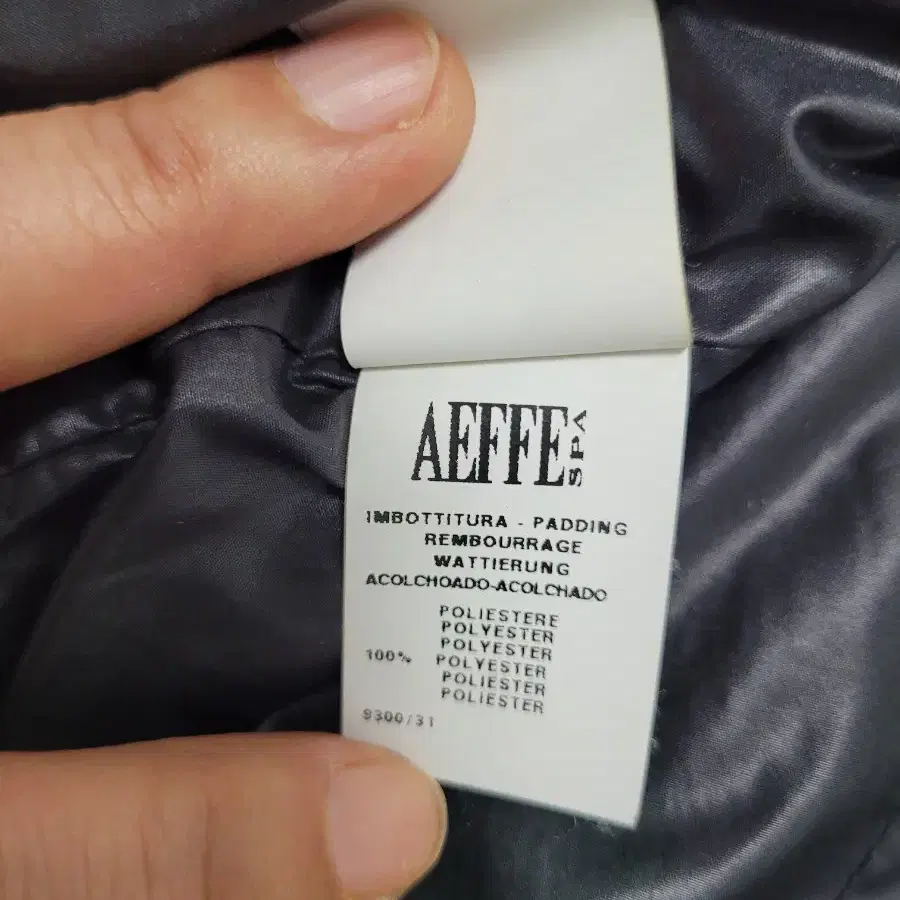 AEFFE SPA
IMBOTTITURA - PADDING
REMBOURRAGE
WATTIERUNG
ACOLCHOADO-ACOLCHADO
POLIESTERE
POLYESTER
POLYESTER
100% POLYESTER
POLIESTER
POLIESTER
9300/31